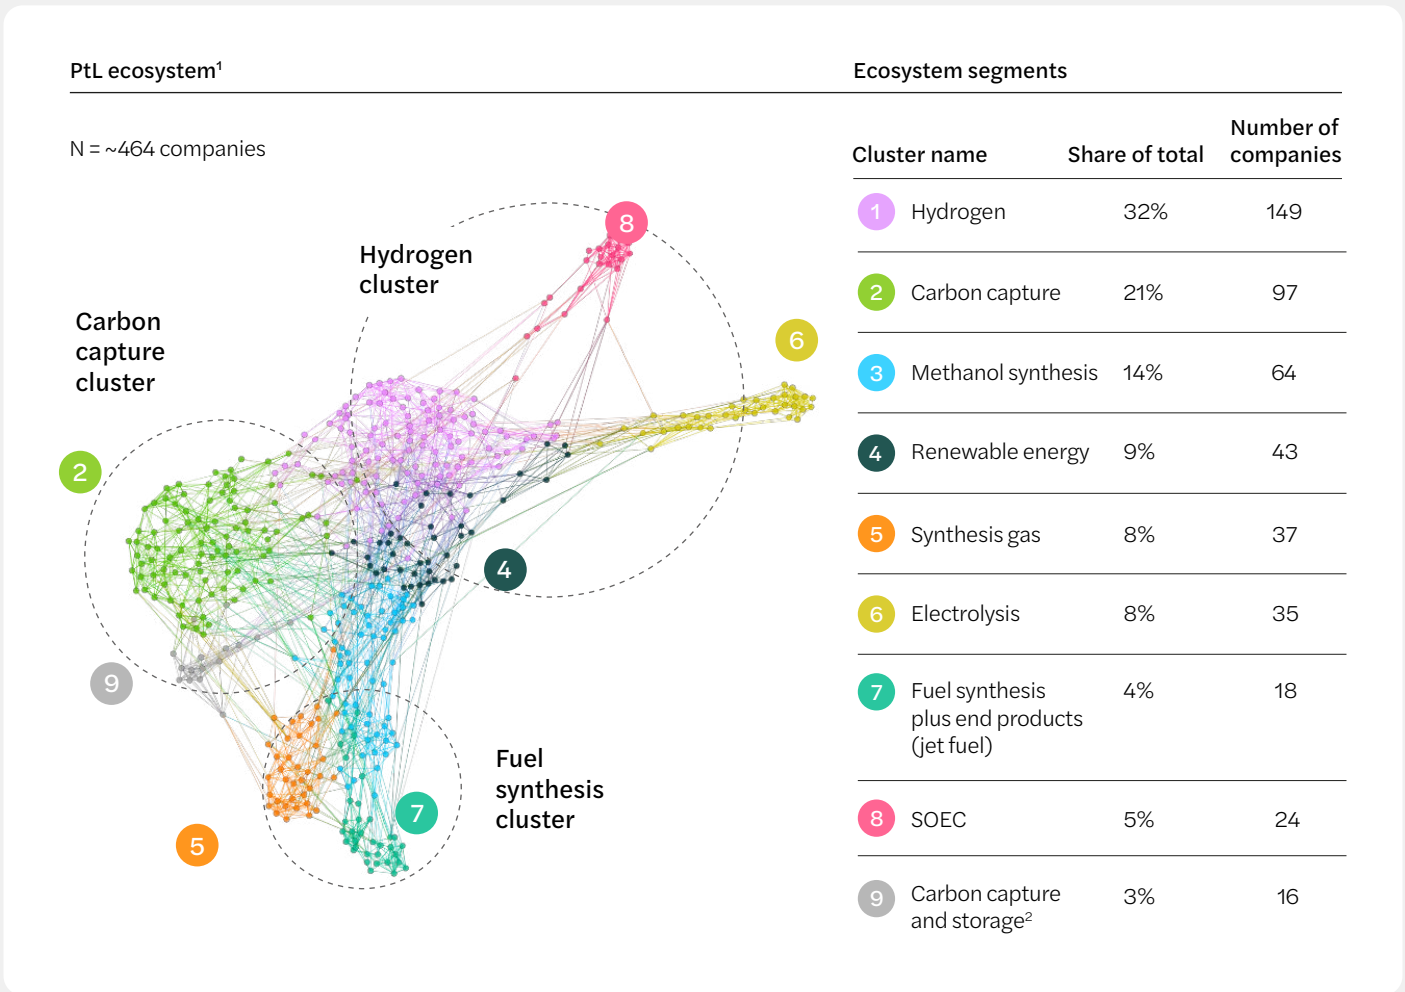 PtL ecosystem¹
Ecosystem segments
N = ~464 companies
Hydrogen
cluster
Carbon
capture
cluster
Fuel
synthesis
cluster
8
6
2
4
9
7
5
Cluster name Share of total Number of
companies
1 Hydrogen 32% 149
2 Carbon capture 21% 97
3 Methanol synthesis 14% 64
4 Renewable energy 9% 43
5 Synthesis gas 8% 37
6 Electrolysis 8% 35
7 Fuel synthesis 4% 18
plus end products
(jet fuel)
8 SOEC 5% 24
9 Carbon capture 3% 16
and storage²